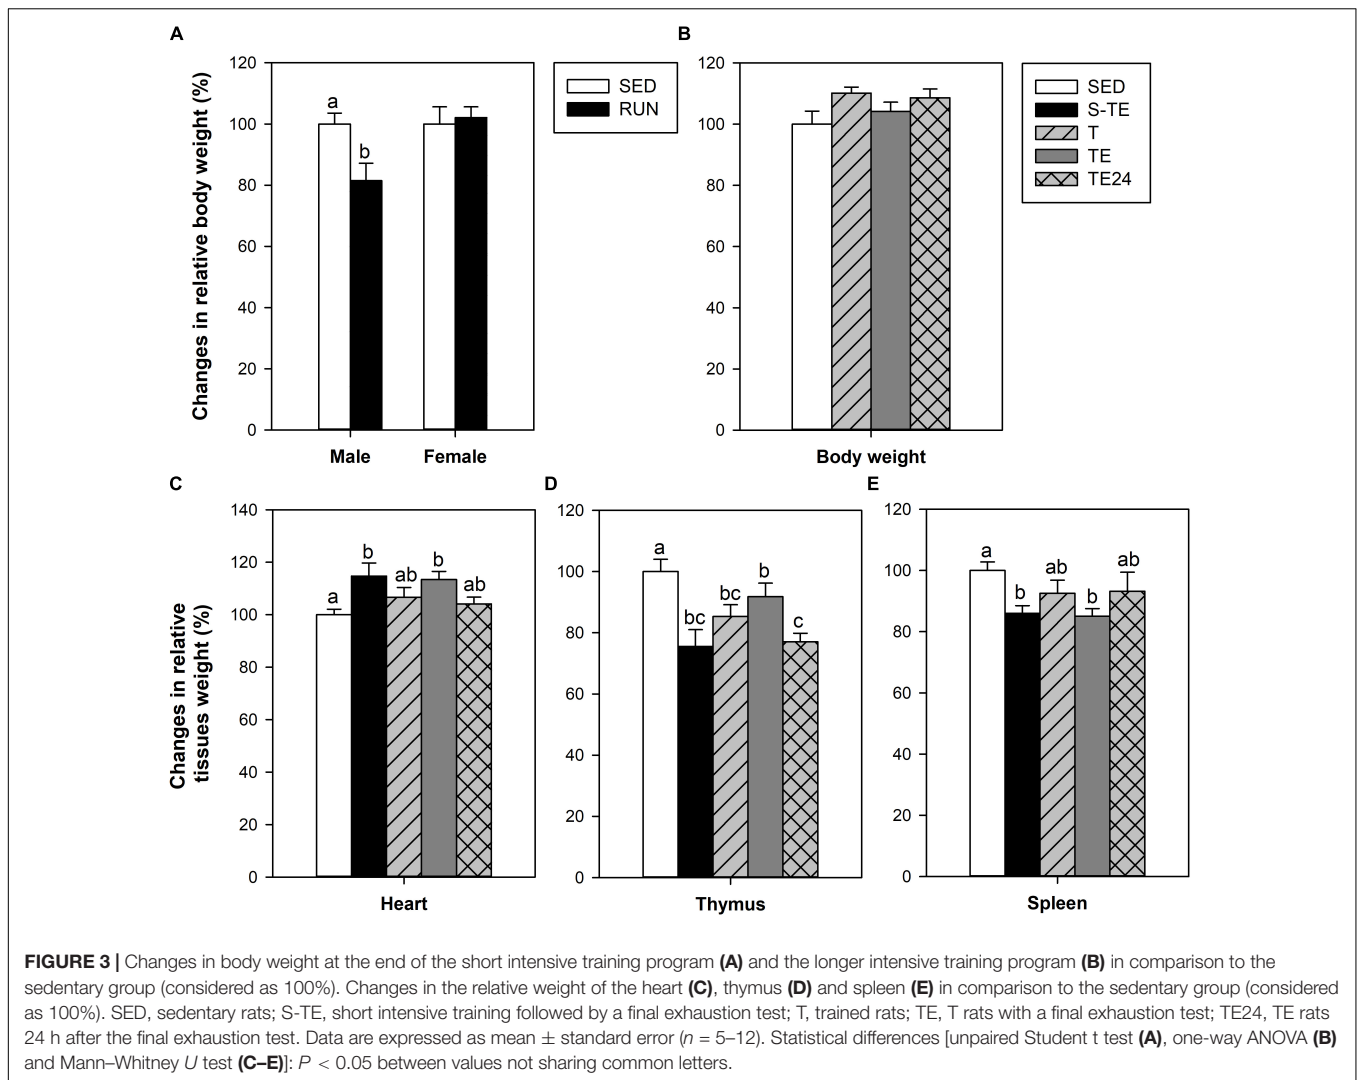 A
Changes in relative body weight (%)
120
100
80
60
40
20
0
a
b
Male Female
SED
RUN
B
120
100
80
60
40
20
0
Body weight
SED
S-TE
T
TE
TE24
C
Changes in relative
tissues weight (%)
140
120
100
80
60
40
20
0
a
b
ab
b
ab
Heart
D
120
100
80
60
40
20
0
a
bc
bc
b
c
Thymus
E
120
100
80
60
40
20
0
a
b
ab
b
ab
Spleen
FIGURE 3 | Changes in body weight at the end of the short intensive training program (A) and the longer intensive training program (B) in comparison to the
sedentary group (considered as 100%). Changes in the relative weight of the heart (C), thymus (D) and spleen (E) in comparison to the sedentary group (considered
as 100%). SED, sedentary rats; S-TE, short intensive training followed by a final exhaustion test; T, trained rats; TE, T rats with a final exhaustion test; TE24, TE rats
24 h after the final exhaustion test. Data are expressed as mean ± standard error (n = 5–12). Statistical differences [unpaired Student t test (A), one-way ANOVA (B)
and Mann–Whitney U test (C–E)]: P < 0.05 between values not sharing common letters.